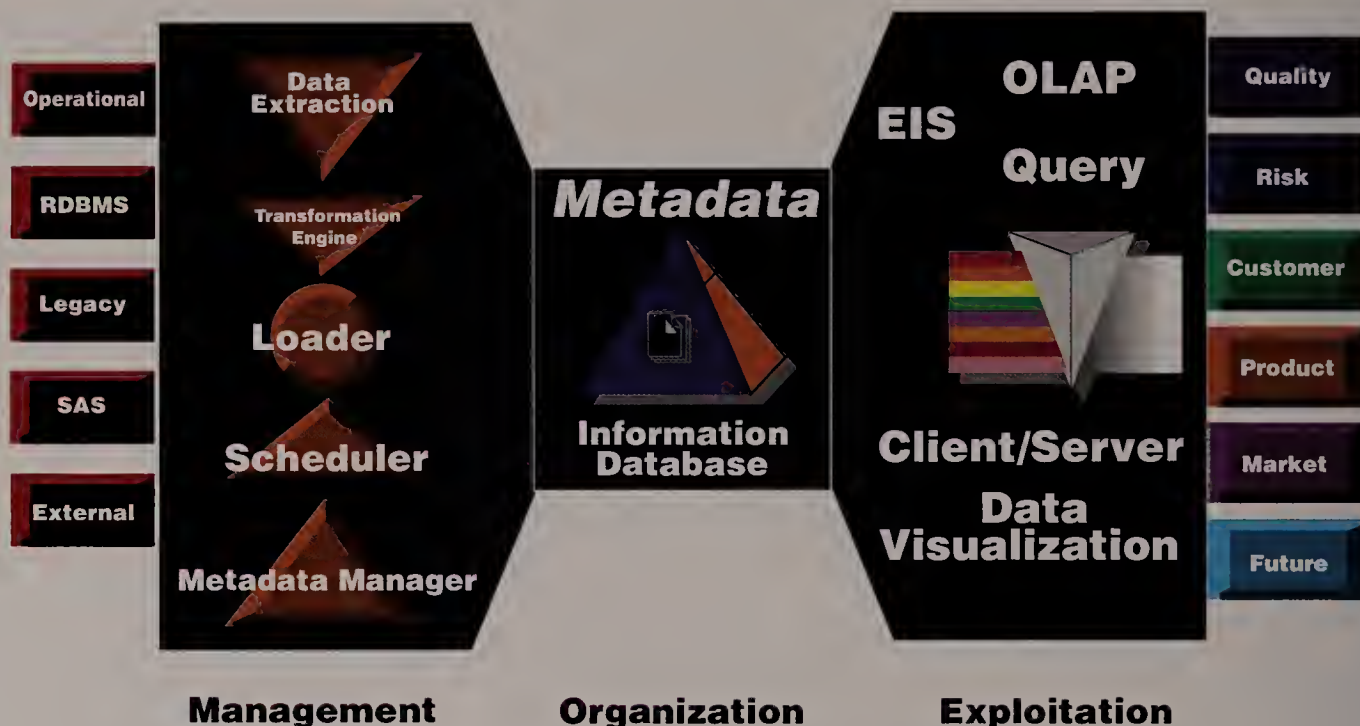 Operational
RDBMS
Legacy
SAS
External
Data
Extraction
Transformation
Engine
Loader
Scheduler
Metadata Manager
Metadata
Information
Database
OLAP
EIS
Query
Client/Server
Data
Visualization
Quality
Risk
Customer
Product
Market
Future
Management
Organization
Exploitation